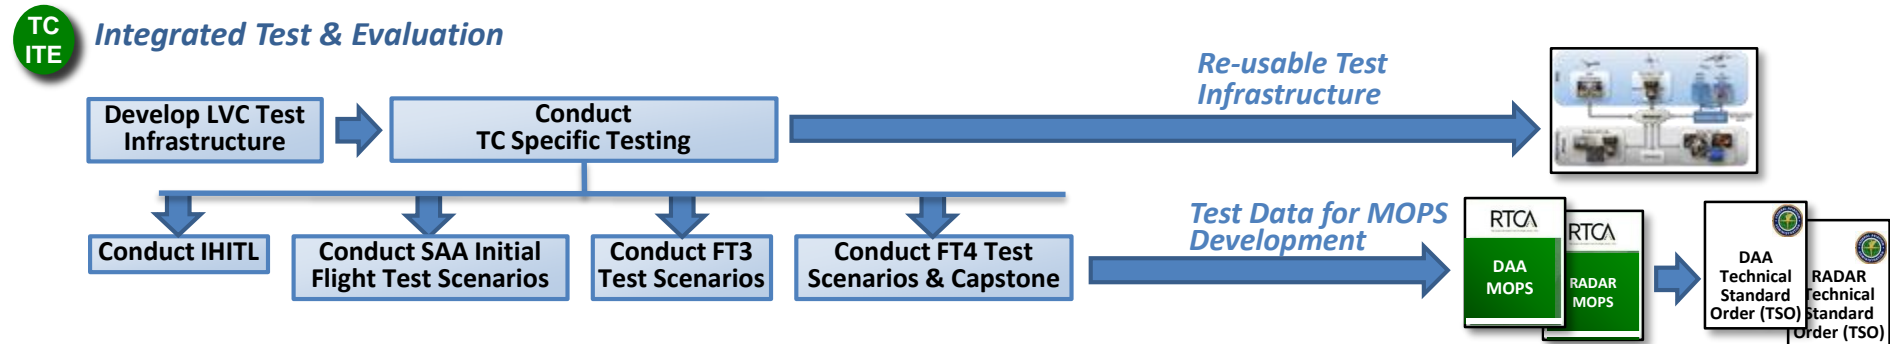 TC
ITE
Integrated Test & Evaluation
Develop LVC Test
Infrastructure
Conduct
TC Specific Testing
Re-usable Test
Infrastructure
Conduct IHITL
Conduct SAA Initial
Flight Test Scenarios
Conduct FT3
Test Scenarios
Conduct FT4 Test
Scenarios & Capstone
Test Data for MOPS
Development
RTCA
DAA
MOPS
RTCA
RADAR
MOPS
DAA
Technical
Standard
Order (TSO)
RADAR
Technical
Standard
Order (TSO)